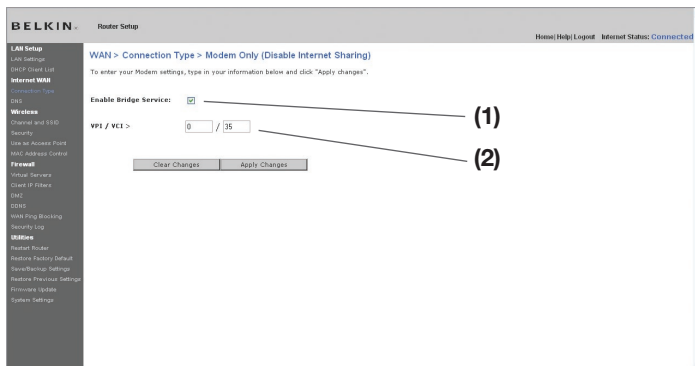 BELKIN® Router Setup
Home|Help|Logout Internet Status: Connected
LAN Setup
LAN Settings
DHCP Client List
Internet WAN
Connection Type
DNS
Wireless
Channel and SSID
Security
Use as Access Point
MAC Address Control
Firewall
Virtual Servers
Client IP Filters
DMZ
DDNS
WAN Ping Blocking
Security Log
Utilities
Restart Router
Restore Factory Default
Save/Backup Settings
Restore Previous Settings
Firmware Update
System Settings
WAN > Connection Type > Modem Only (Disable Internet Sharing)
To enter your Modem settings, type in your information below and click "Apply changes".
Enable Bridge Service:
(1)
VPI / VCI > 0 / 35
(2)
Clear Changes Apply Changes